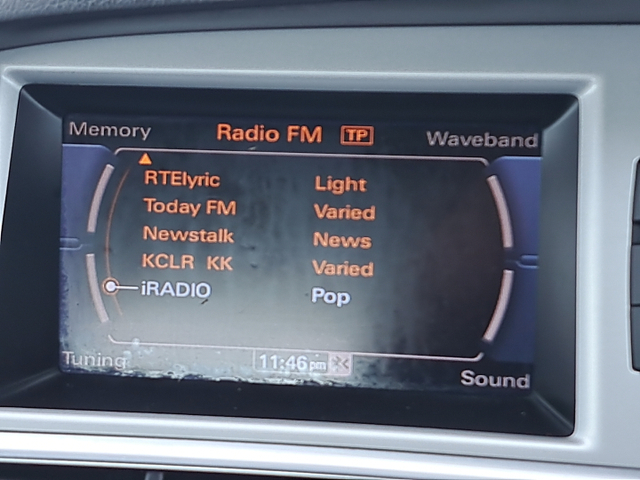 Memory Radio FM TP Waveband
RTElyric Light
Today FM Varied
Newstalk News
KCLR KK Varied
iRADIO Pop
Tuning 11:46pm Sound